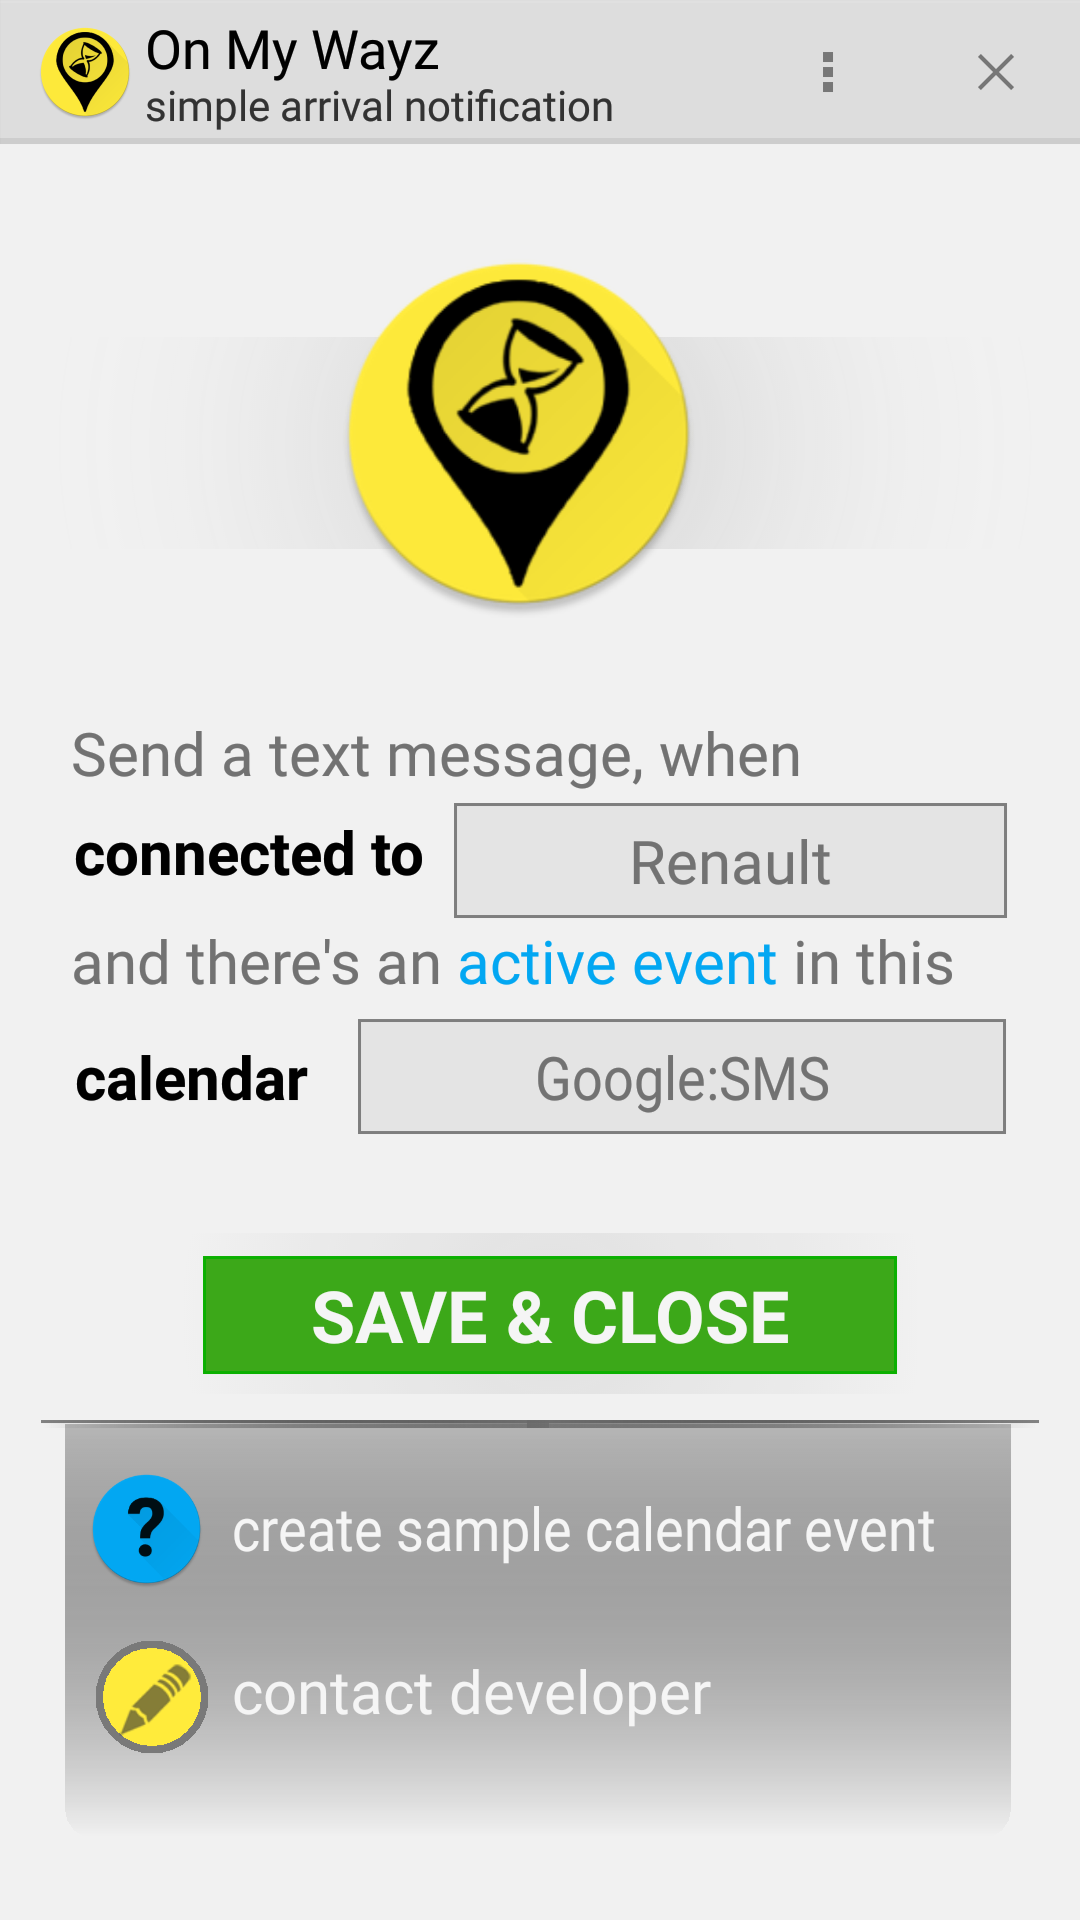 On My Wayz
simple arrival notification
Send a text message, when
connected to Renault
and there's an active event in this
calendar Google:SMS
SAVE & CLOSE
? create sample calendar event
contact developer